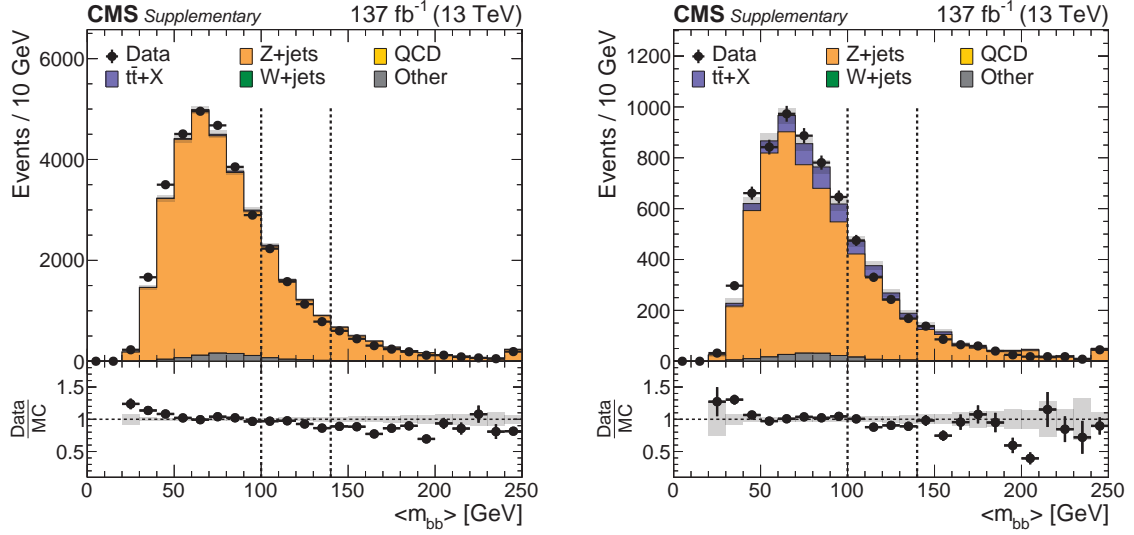 CMS Supplementary 137 fb⁻¹ (13 TeV)
Events / 10 GeV
6000
4000
2000
0
Data Z+jets QCD
tt̄+X W+jets Other
Data
MC
1.5
1
0.5
0 50 100 150 200 250
<m_bb> [GeV]
CMS Supplementary 137 fb⁻¹ (13 TeV)
Events / 10 GeV
1200
1000
800
600
400
200
0
Data Z+jets QCD
tt̄+X W+jets Other
Data
MC
1.5
1
0.5
0 50 100 150 200 250
<m_bb> [GeV]